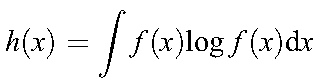 h(x) = ∫ f(x)log f(x)dx